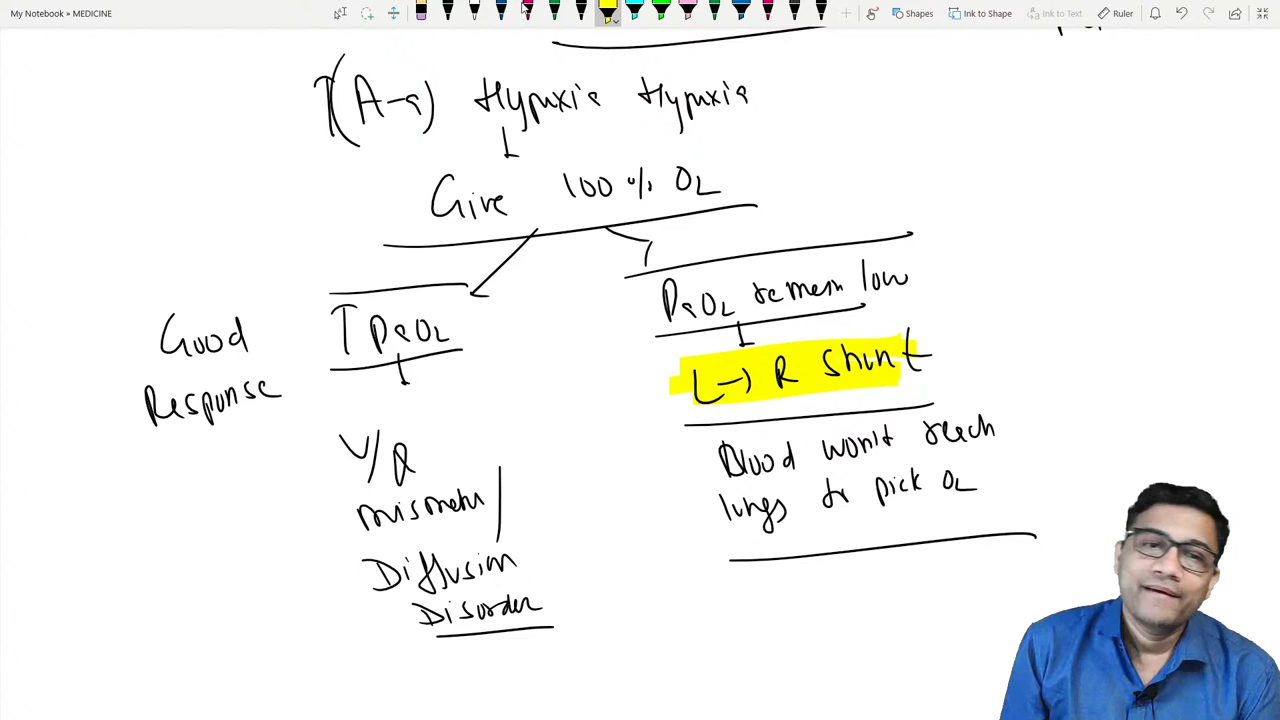 My Notebook » MEDICINE
Shapes
Ink to Shape
Ink to Text
Ruler
↑(A-a) Hypoxia Hypoxia
Give 100% O2
Good
Response
↑ PaO2
PaO2 remain low
L → R Shunt
V/Q
mismatch
Diffusion
Disorder
Blood won't reach
lungs to pick O2